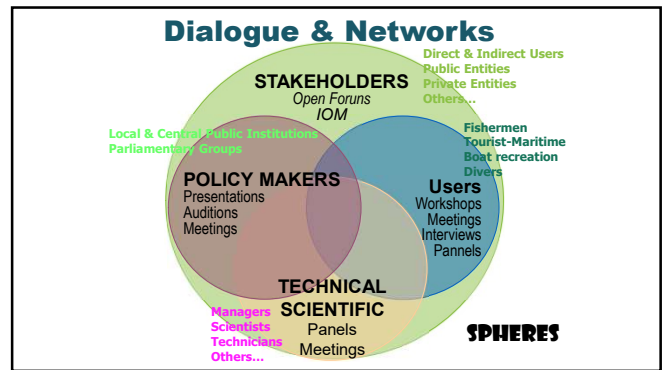 Dialogue & Networks
Direct & Indirect Users
Public Entities
Private Entities
Others...
STAKEHOLDERS
Open Foruns
IOM
Local & Central Public Institutions
Parliamentary Groups
Fishermen
Tourist-Maritime
Boat recreation
Divers
POLICY MAKERS
Presentations
Auditions
Meetings
Users
Workshops
Meetings
Interviews
Pannels
TECHNICAL
SCIENTIFIC
Panels
Meetings
Managers
Scientists
Technicians
Others...
SPHERES